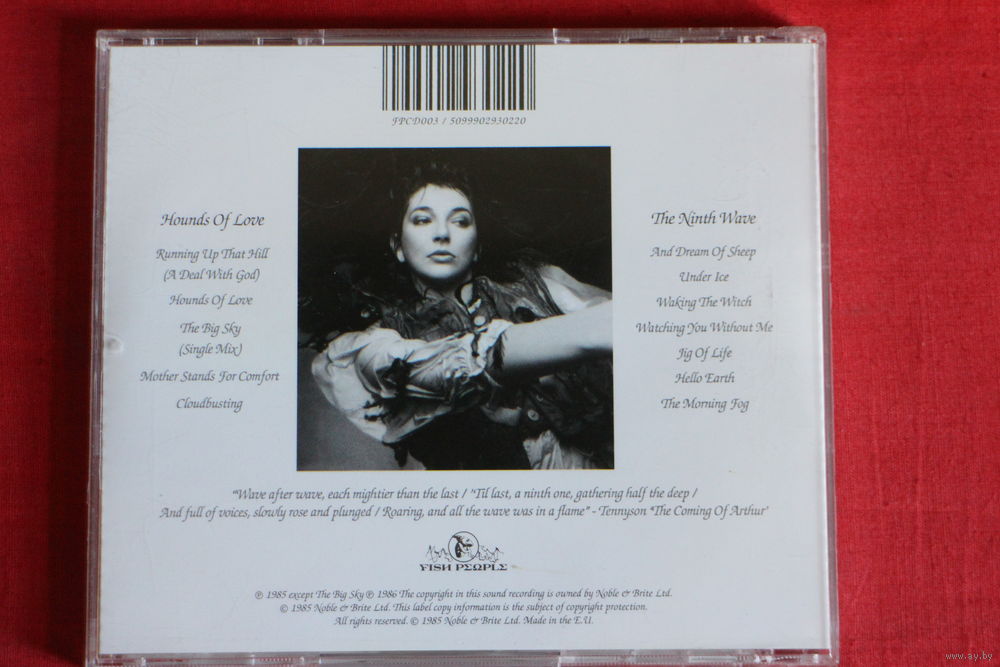 FPCD003 / 5099902930220
Hounds Of Love
Running Up That Hill
(A Deal With God)
Hounds Of Love
The Big Sky
(Single Mix)
Mother Stands For Comfort
Cloudbusting
The Ninth Wave
And Dream Of Sheep
Under Ice
Waking The Witch
Watching You Without Me
Jig Of Life
Hello Earth
The Morning Fog
"Wave after wave, each mightier than the last / 'Til last, a ninth one, gathering half the deep /
And full of voices, slowly rose and plunged / Roaring, and all the wave was in a flame" - Tennyson "The Coming Of Arthur'
FISH PΣΩPLΣ
℗ 1985 except The Big Sky ℗ 1986 The copyright in this sound recording is owned by Noble & Brite Ltd.
© 1985 Noble & Brite Ltd. This label copy information is the subject of copyright protection.
All rights reserved. © 1985 Noble & Brite Ltd. Made in the E.U.
www.ay.by